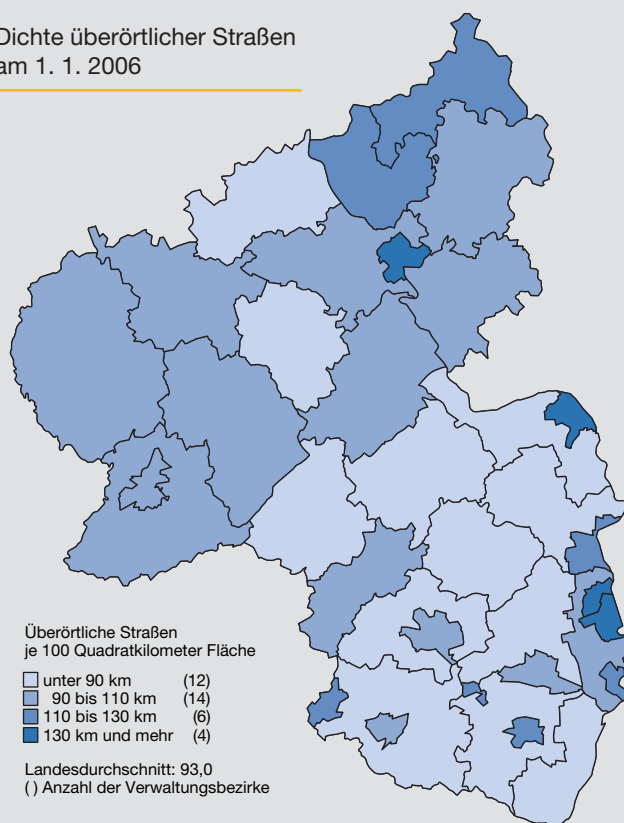 Dichte überörtlicher Straßen
am 1. 1. 2006
Überörtliche Straßen
je 100 Quadratkilometer Fläche
unter 90 km (12)
90 bis 110 km (14)
110 bis 130 km (6)
130 km und mehr (4)
Landesdurchschnitt: 93,0
( ) Anzahl der Verwaltungsbezirke